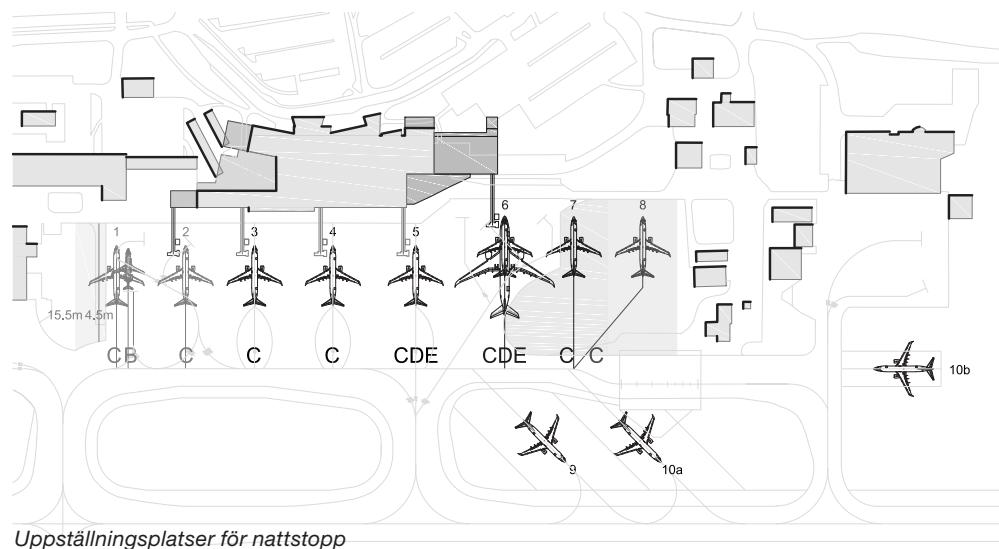 6 7 8
1 2 3 4 5
15.5m 4.5m
C B C C C CDE CDE C C
10b
9 10a
Uppställningsplatser för nattstopp